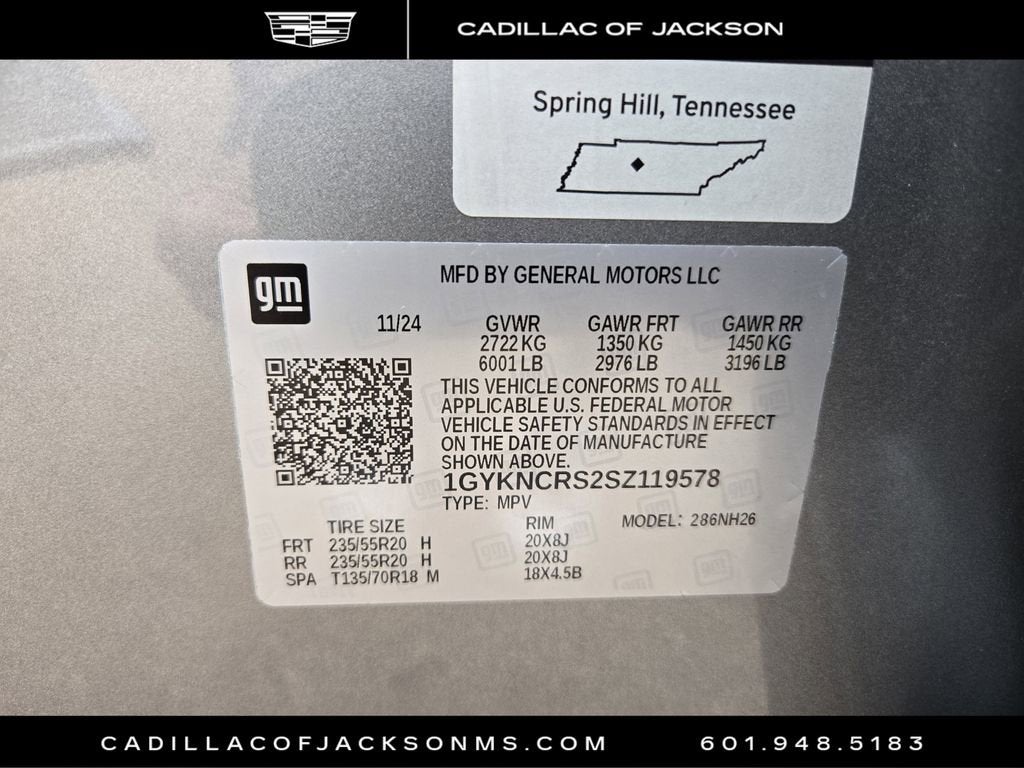 CADILLAC OF JACKSON
Spring Hill, Tennessee
gm
MFD BY GENERAL MOTORS LLC
11/24 GVWR GAWR FRT GAWR RR
2722 KG 1350 KG 1450 KG
6001 LB 2976 LB 3196 LB
THIS VEHICLE CONFORMS TO ALL
APPLICABLE U.S. FEDERAL MOTOR
VEHICLE SAFETY STANDARDS IN EFFECT
ON THE DATE OF MANUFACTURE
SHOWN ABOVE.
1GYKNCRS2SZ119578
TYPE: MPV
TIRE SIZE RIM MODEL: 286NH26
FRT 235/55R20 H 20X8J
RR 235/55R20 H 20X8J
SPA T135/70R18 M 18X4.5B
CADILLACOFJACKSONMS.COM 601.948.5183